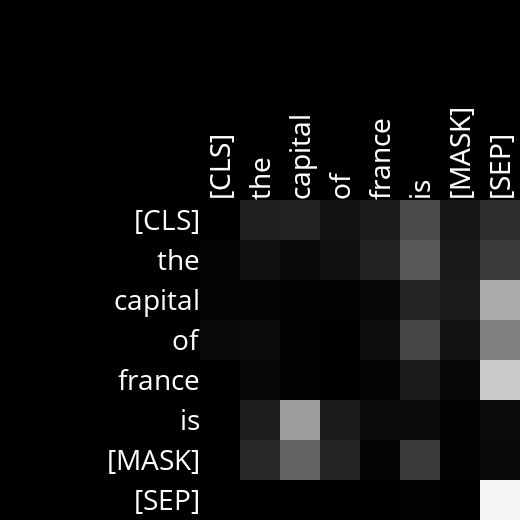 [CLS] the capital of france is [MASK] [SEP]
[CLS]
the
capital
of
france
is
[MASK]
[SEP]